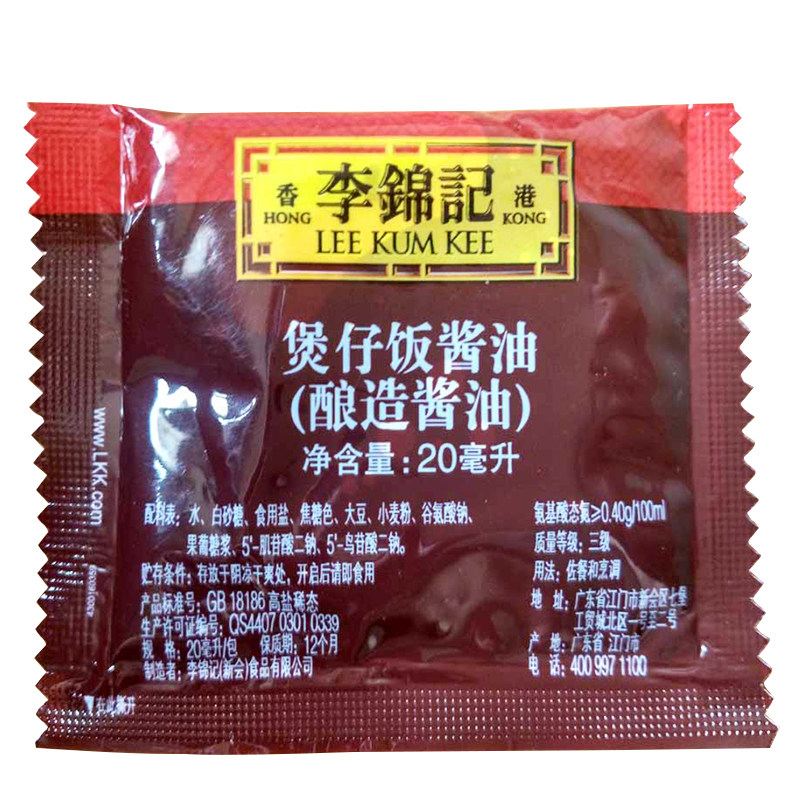 香 李錦記 港
HONG KONG
LEE KUM KEE
煲仔饭酱油
(酿造酱油)
净含量:20毫升
www.LKK.com
配料表: 水、白砂糖、食用盐、焦糖色、大豆、小麦粉、谷氨酸钠、
果葡糖浆、5'-肌苷酸二钠、5'-鸟苷酸二钠。
贮存条件: 存放于阴凉干爽处, 开启后请即食用
产品标准号: GB 18186 高盐稀态
生产许可证编号: QS4407 0301 0339
规 格: 20毫升/包 保质期: 12个月
制造者: 李锦记(新会)食品有限公司
氨基酸态氮≥0.40g/100ml
质量等级: 三级
用法: 佐餐和烹调
地 址: 广东省江门市新会区七堡
工贸城北区一号至二号
产 地: 广东省 江门市
电 话: 400 997 1100
在此撕开